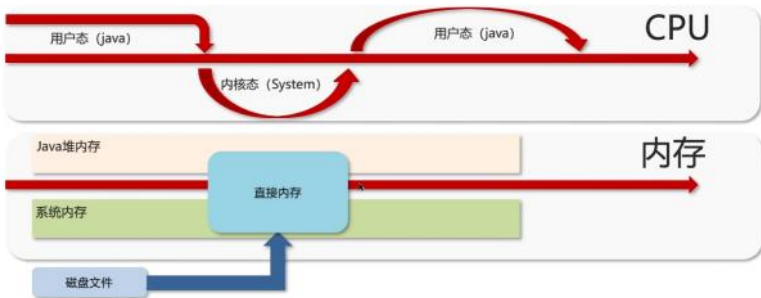 用户态（java）
用户态（java）
CPU
内核态（System）
Java堆内存
内存
直接内存
系统内存
磁盘文件